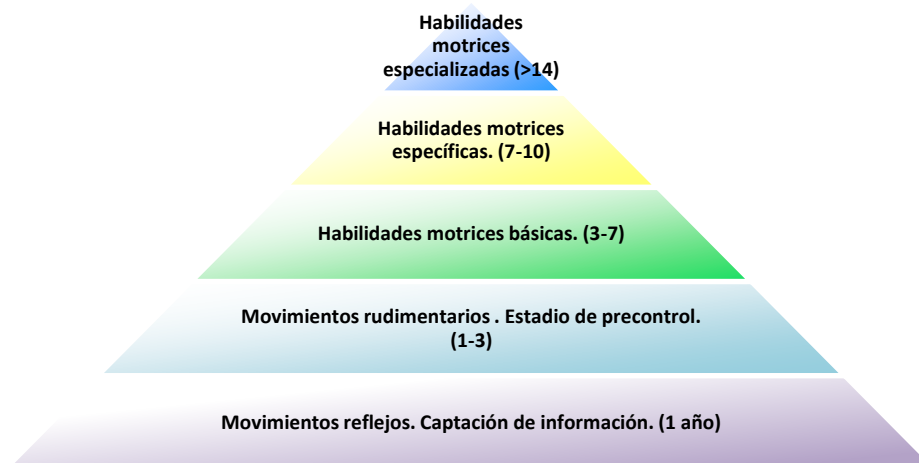 Habilidades
motrices
especializadas (>14)
Habilidades motrices
específicas. (7-10)
Habilidades motrices básicas. (3-7)
Movimientos rudimentarios . Estadio de precontrol.
(1-3)
Movimientos reflejos. Captación de información. (1 año)